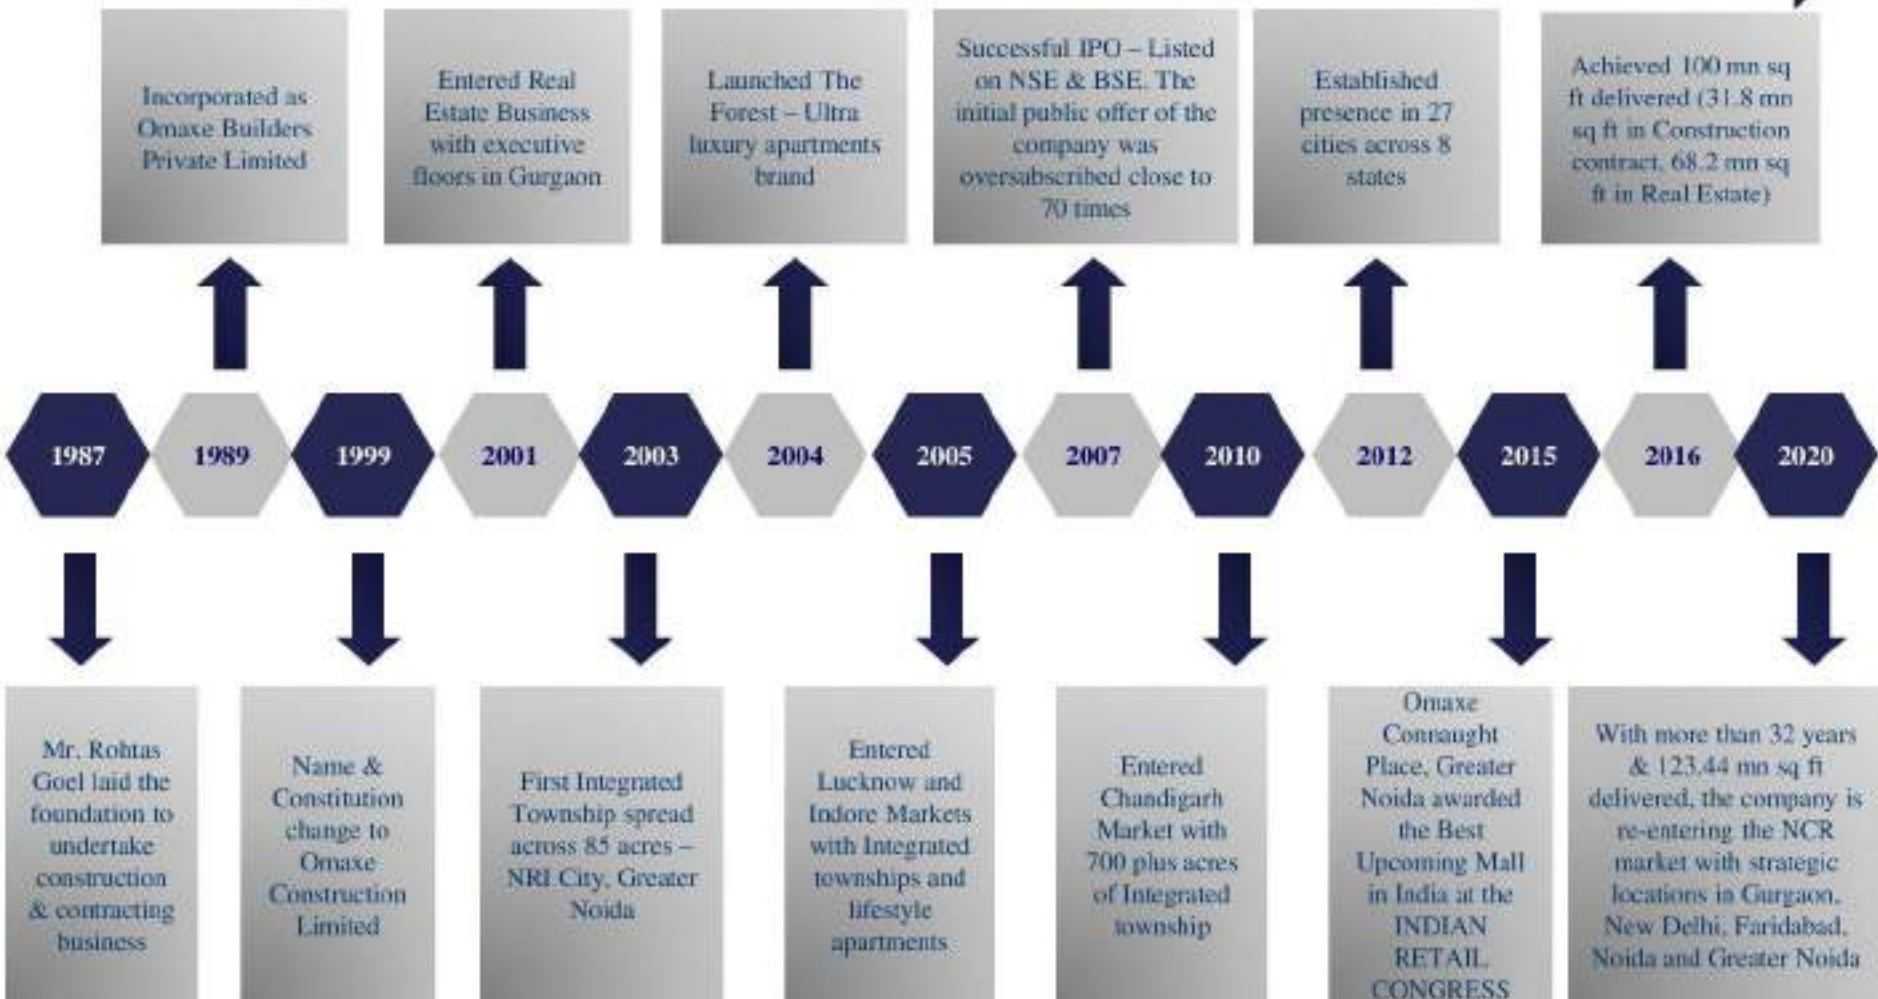 Incorporated as
Omaxe Builders
Private Limited
Entered Real
Estate Business
with executive
floors in Gurgaon
Launched The
Forest – Ultra
luxury apartments
brand
Successful IPO – Listed
on NSE & BSE. The
initial public offer of the
company was
oversubscribed close to
70 times
Established
presence in 27
cities across 8
states
Achieved 100 mn sq
ft delivered (31.8 mn
sq ft in Construction
contract, 68.2 mn sq
ft in Real Estate)
1987
1989
1999
2001
2003
2004
2005
2007
2010
2012
2015
2016
2020
Mr. Rohtas
Goel laid the
foundation to
undertake
construction
& contracting
business
Name &
Constitution
change to
Omaxe
Construction
Limited
First Integrated
Township spread
across 85 acres –
NRI City, Greater
Noida
Entered
Lucknow and
Indore Markets
with Integrated
townships and
lifestyle
apartments
Entered
Chandigarh
Market with
700 plus acres
of Integrated
township
Omaxe
Connaught
Place, Greater
Noida awarded
the Best
Upcoming Mall
in India at the
INDIAN
RETAIL
CONGRESS
With more than 32 years
& 123.44 mn sq ft
delivered, the company is
re-entering the NCR
market with strategic
locations in Gurgaon,
New Delhi, Faridabad,
Noida and Greater Noida